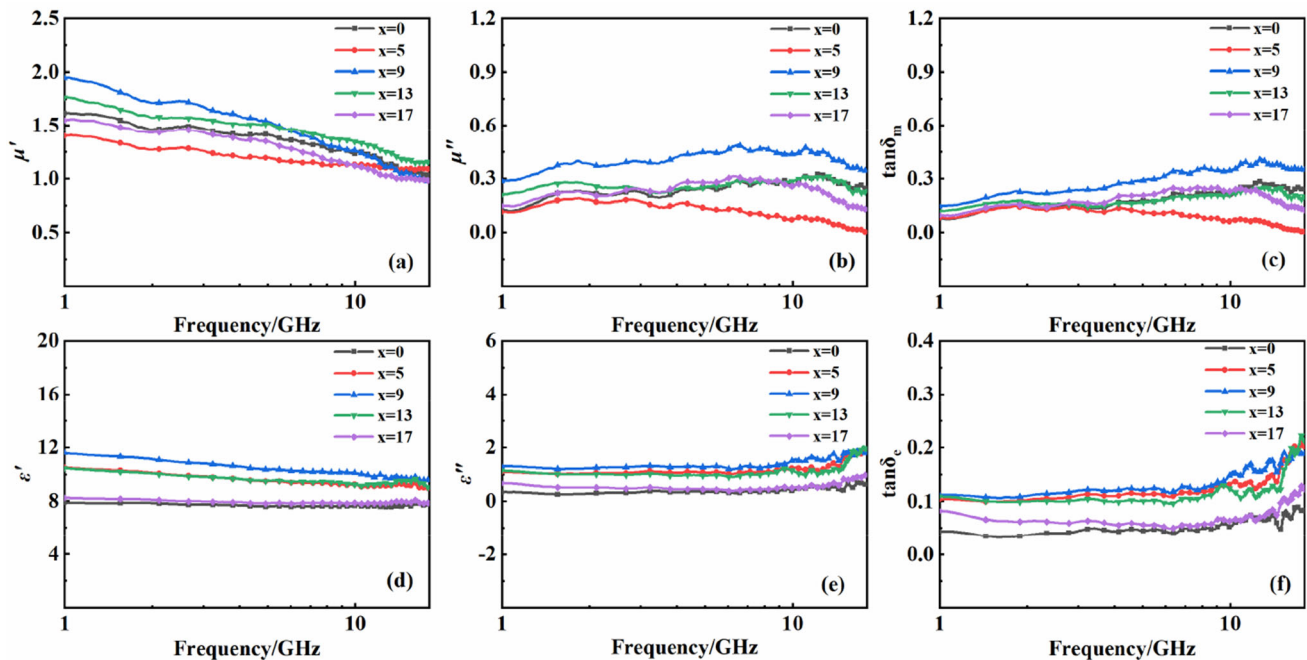 2.5
2.0
1.5
1.0
0.5
μ′
x=0
x=5
x=9
x=13
x=17
(a)
1
10
Frequency/GHz
1.2
0.9
0.6
0.3
0.0
μ″
x=0
x=5
x=9
x=13
x=17
(b)
1
10
Frequency/GHz
1.2
0.9
0.6
0.3
0.0
tanδm
x=0
x=5
x=9
x=13
x=17
(c)
1
10
Frequency/GHz
20
16
12
8
4
ε′
x=0
x=5
x=9
x=13
x=17
(d)
1
10
Frequency/GHz
6
4
2
0
-2
ε″
x=0
x=5
x=9
x=13
x=17
(e)
1
10
Frequency/GHz
0.4
0.3
0.2
0.1
0.0
tanδe
x=0
x=5
x=9
x=13
x=17
(f)
1
10
Frequency/GHz